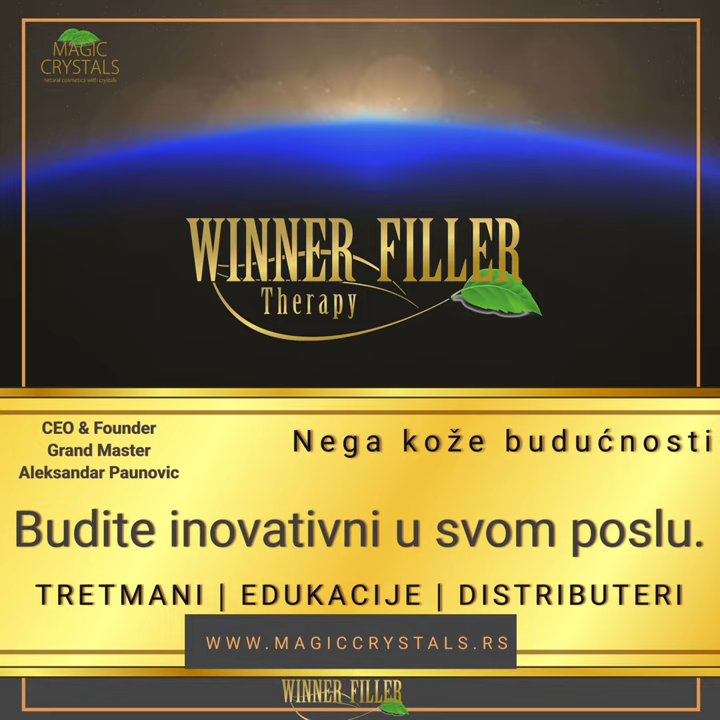 MAGIC
CRYSTALS
natural cosmetics with crystals
WINNER FILLER
Therapy
CEO & Founder
Grand Master
Aleksandar Paunovic
Nega kože budućnosti
Budite inovativni u svom poslu.
TRETMANI | EDUKACIJE | DISTRIBUTERI
WWW.MAGICCRYSTALS.RS
WINNER FILLER
Therapy